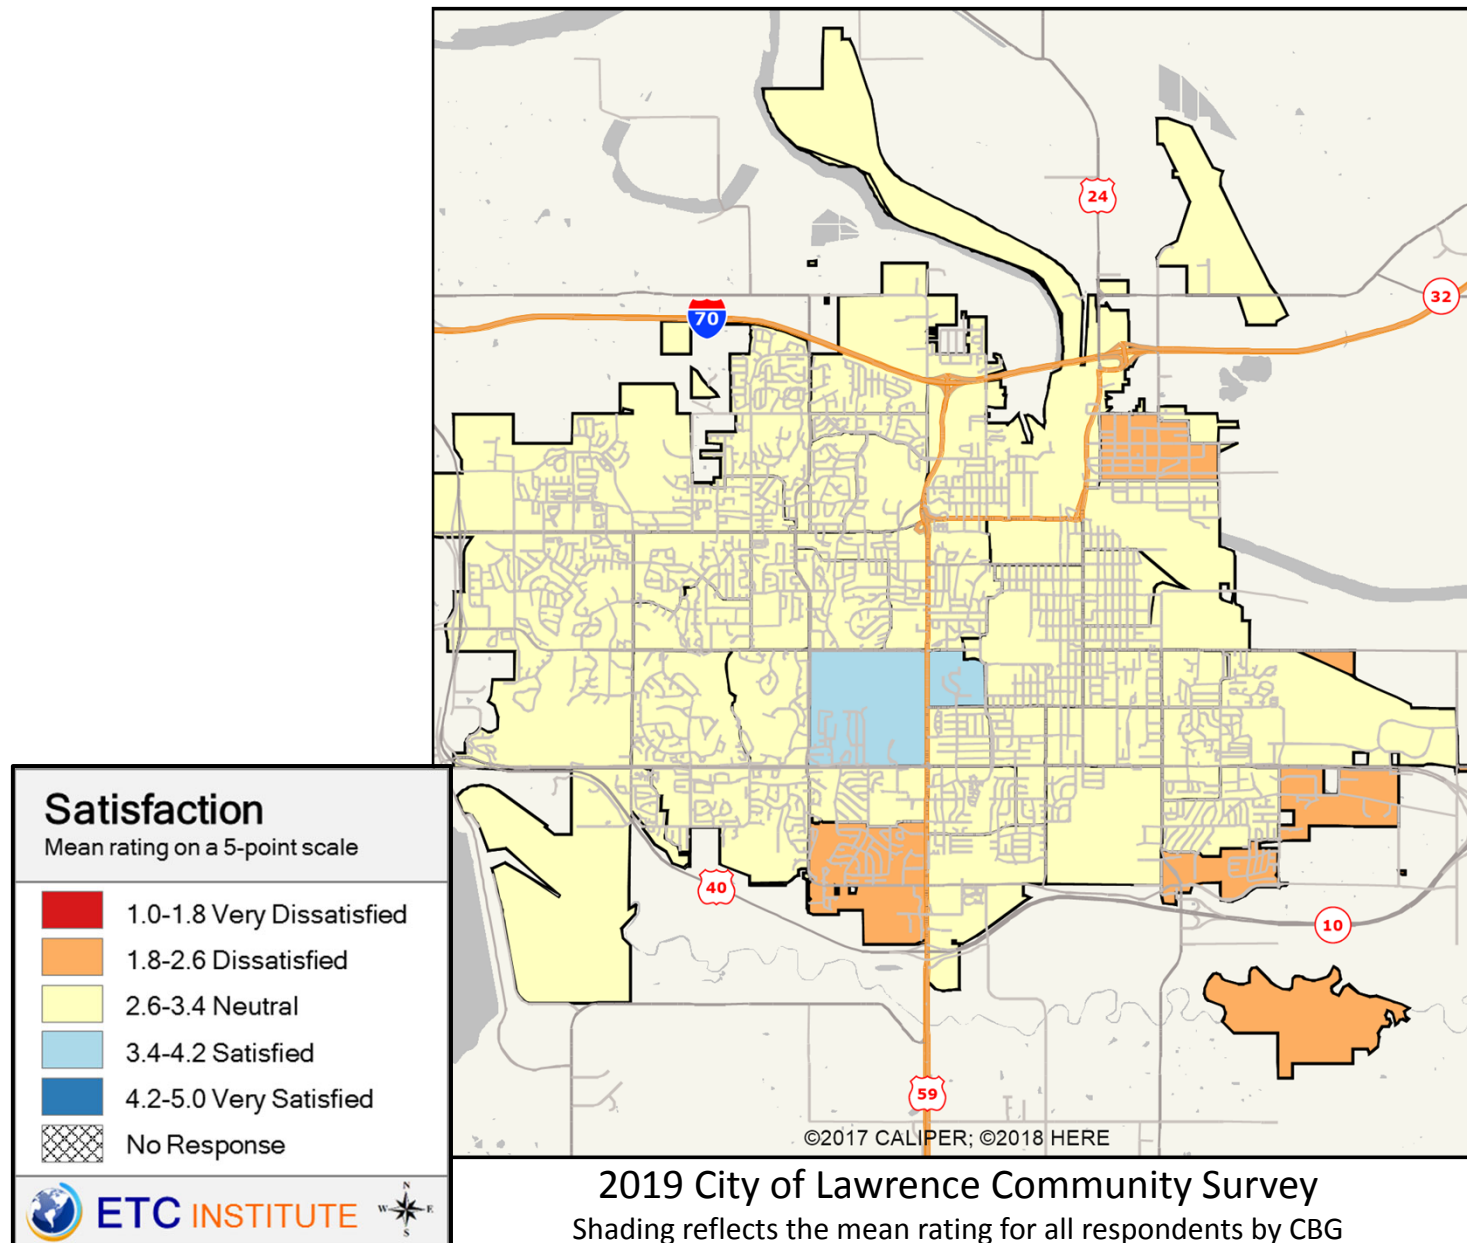 24
32
70
40
10
59
©2017 CALIPER; ©2018 HERE
Satisfaction
Mean rating on a 5-point scale
1.0-1.8 Very Dissatisfied
1.8-2.6 Dissatisfied
2.6-3.4 Neutral
3.4-4.2 Satisfied
4.2-5.0 Very Satisfied
No Response
ETC INSTITUTE
N
W E
S
2019 City of Lawrence Community Survey
Shading reflects the mean rating for all respondents by CBG